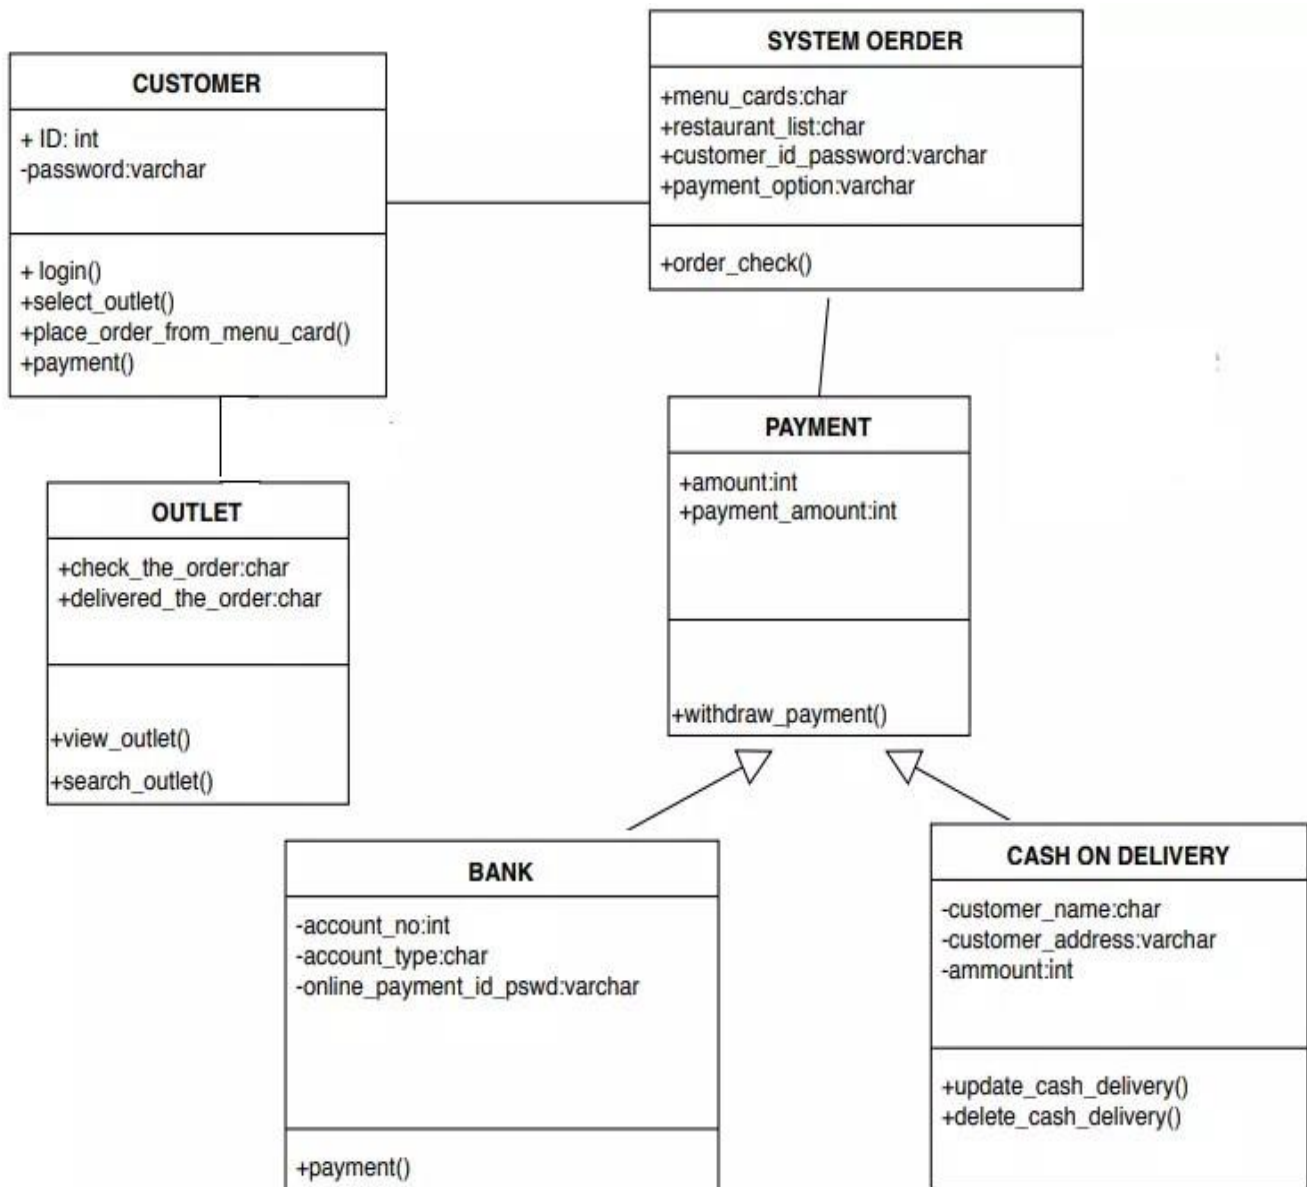 CUSTOMER
+ ID: int
-password:varchar
+ login()
+select_outlet()
+place_order_from_menu_card()
+payment()
SYSTEM OERDER
+menu_cards:char
+restaurant_list:char
+customer_id_password:varchar
+payment_option:varchar
+order_check()
OUTLET
+check_the_order:char
+delivered_the_order:char
+view_outlet()
+search_outlet()
PAYMENT
+amount:int
+payment_amount:int
+withdraw_payment()
BANK
-account_no:int
-account_type:char
-online_payment_id_pswd:varchar
+payment()
CASH ON DELIVERY
-customer_name:char
-customer_address:varchar
-ammount:int
+update_cash_delivery()
+delete_cash_delivery()